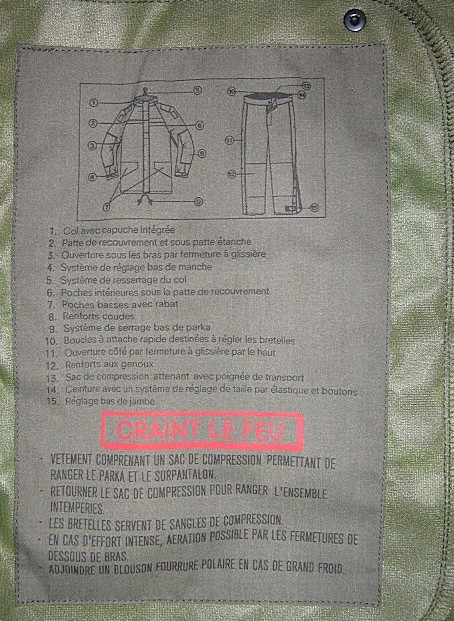 1. Col avec capuche intégrée
2. Patte de recouvrement et sous patte étanche
3. Ouverture sous les bras par fermeture à glissière
4. Système de réglage bas de manche
5. Système de resserrage du col
6. Poches intérieures sous la patte de recouvrement
7. Poches basses avec rabat
8. Renforts coudes
9. Système de serrage bas de parka
10. Boucles à attache rapide destinées à régler les bretelles
11. Ouverture côté par fermeture à glissière par le haut
12. Renforts aux genoux
13. Sac de compression attenant avec poignée de transport
14. Ceinture avec un système de réglage de taille par élastique et boutons
15. Réglage bas de jambe
CRAINT LE FEU
- VETEMENT COMPRENANT UN SAC DE COMPRESSION PERMETTANT DE
RANGER LE PARKA ET LE SURPANTALON.
- RETOURNER LE SAC DE COMPRESSION POUR RANGER L'ENSEMBLE
INTEMPERIES.
- LES BRETELLES SERVENT DE SANGLES DE COMPRESSION.
- EN CAS D'EFFORT INTENSE, AERATION POSSIBLE PAR LES FERMETURES DE
DESSOUS DE BRAS.
- ADJOINDRE UN BLOUSON FOURRURE POLAIRE EN CAS DE GRAND FROID.